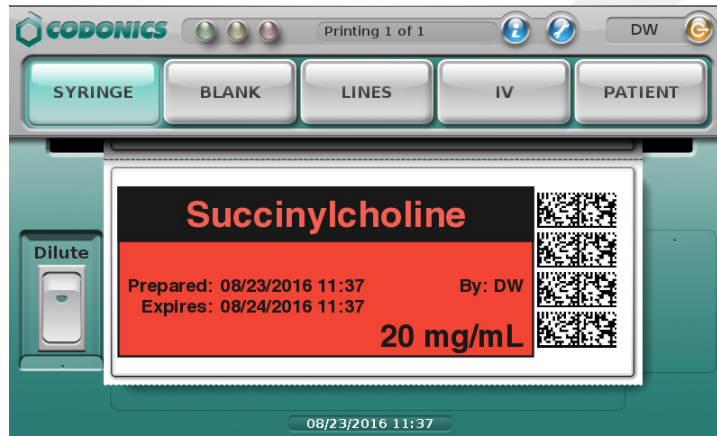 CODONICS
Printing 1 of 1
DW
SYRINGE
BLANK
LINES
IV
PATIENT
Succinylcholine
Dilute
Prepared: 08/23/2016 11:37 By: DW
Expires: 08/24/2016 11:37
20 mg/mL
08/23/2016 11:37